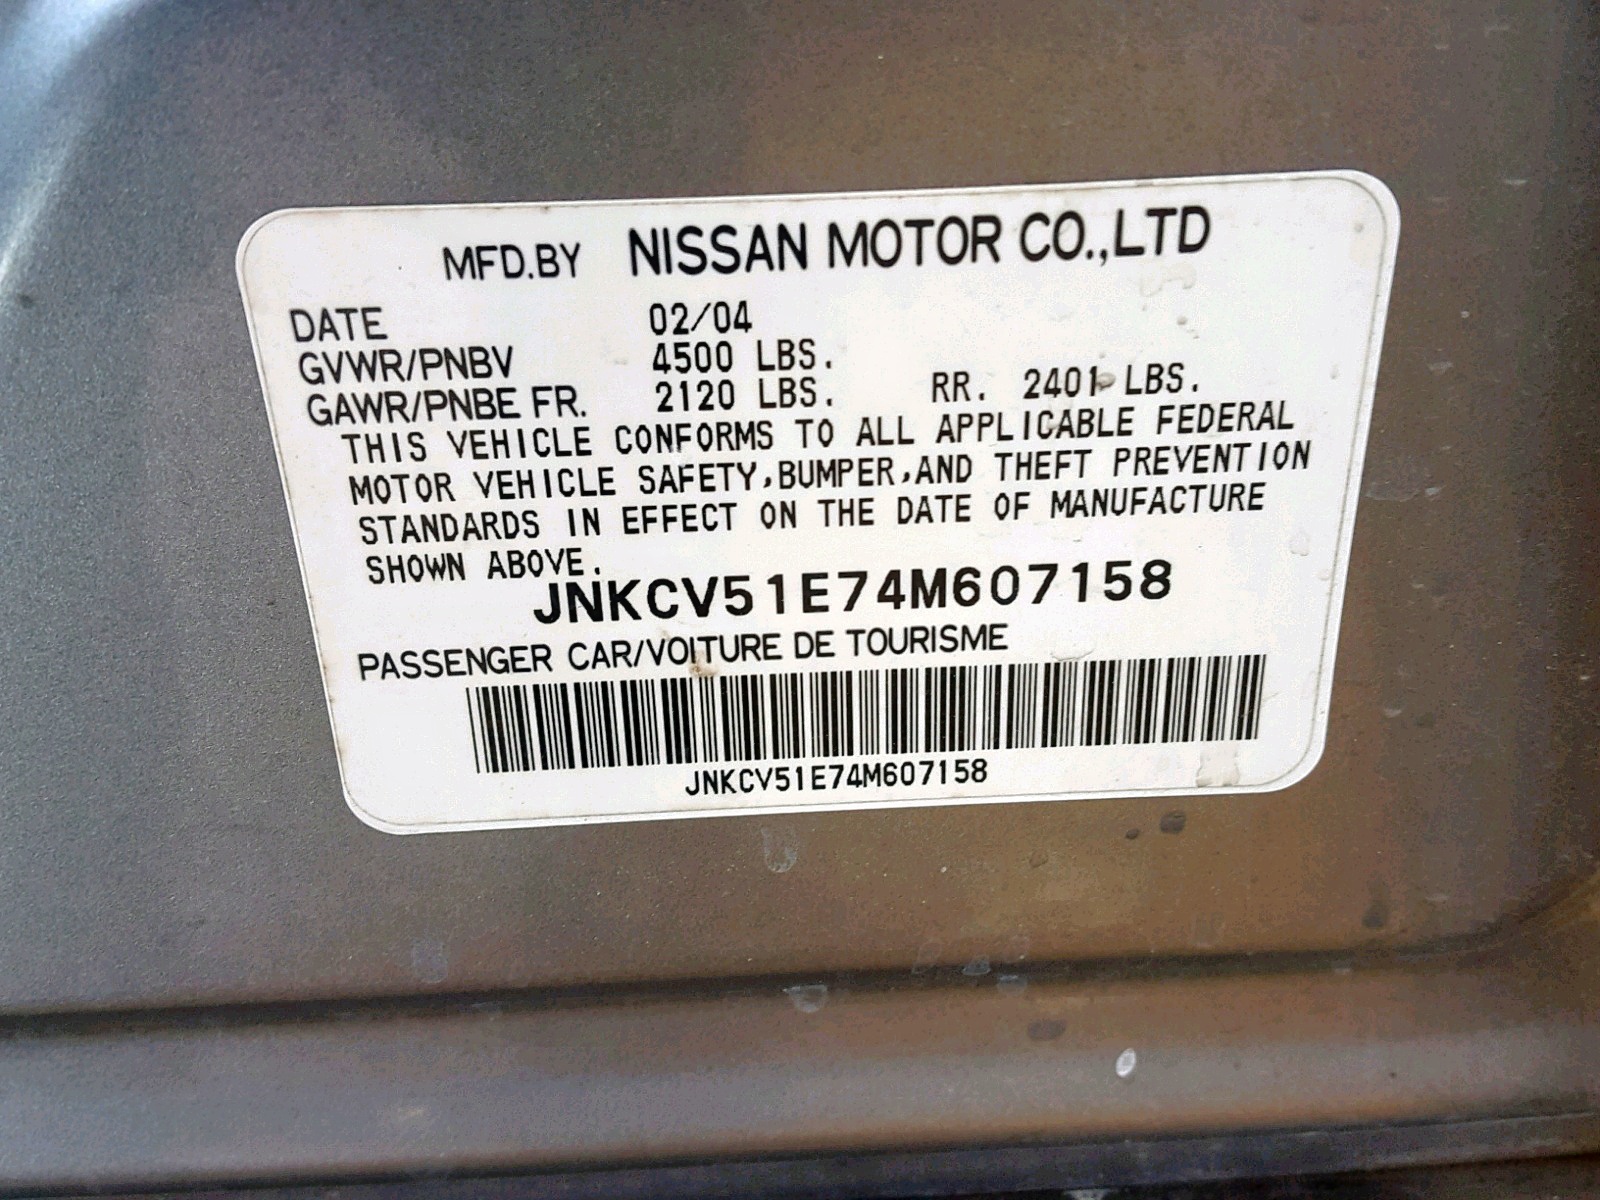 MFD.BY NISSAN MOTOR CO.,LTD
DATE 02/04
GVWR/PNBV 4500 LBS.
GAWR/PNBE FR. 2120 LBS. RR. 2401 LBS.
THIS VEHICLE CONFORMS TO ALL APPLICABLE FEDERAL
MOTOR VEHICLE SAFETY,BUMPER,AND THEFT PREVENTION
STANDARDS IN EFFECT ON THE DATE OF MANUFACTURE
SHOWN ABOVE.
JNKCV51E74M607158
PASSENGER CAR/VOITURE DE TOURISME
JNKCV51E74M607158